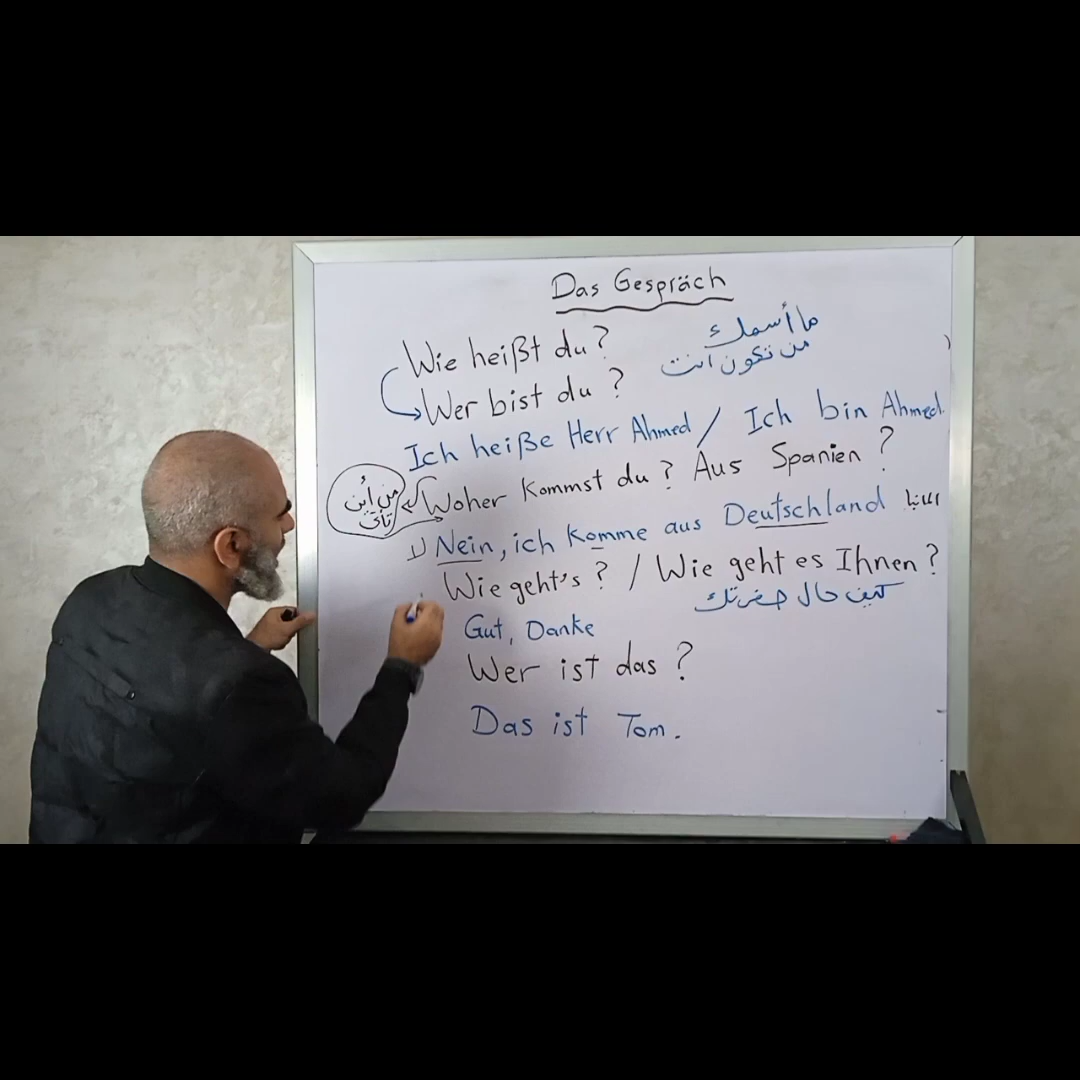 Das Gespräch
Wie heißt du?
ما أسمك
Wer bist du?
من تكون انت
Ich heiße Herr Ahmed / Ich bin Ahmed.
من أين
تأتي
Woher Kommst du? Aus Spanien?
1) Nein, ich Komme aus Deutschland
Wie geht's? / Wie geht es Ihnen?
كيف حال حضرتك
Gut, Danke
Wer ist das?
Das ist Tom.